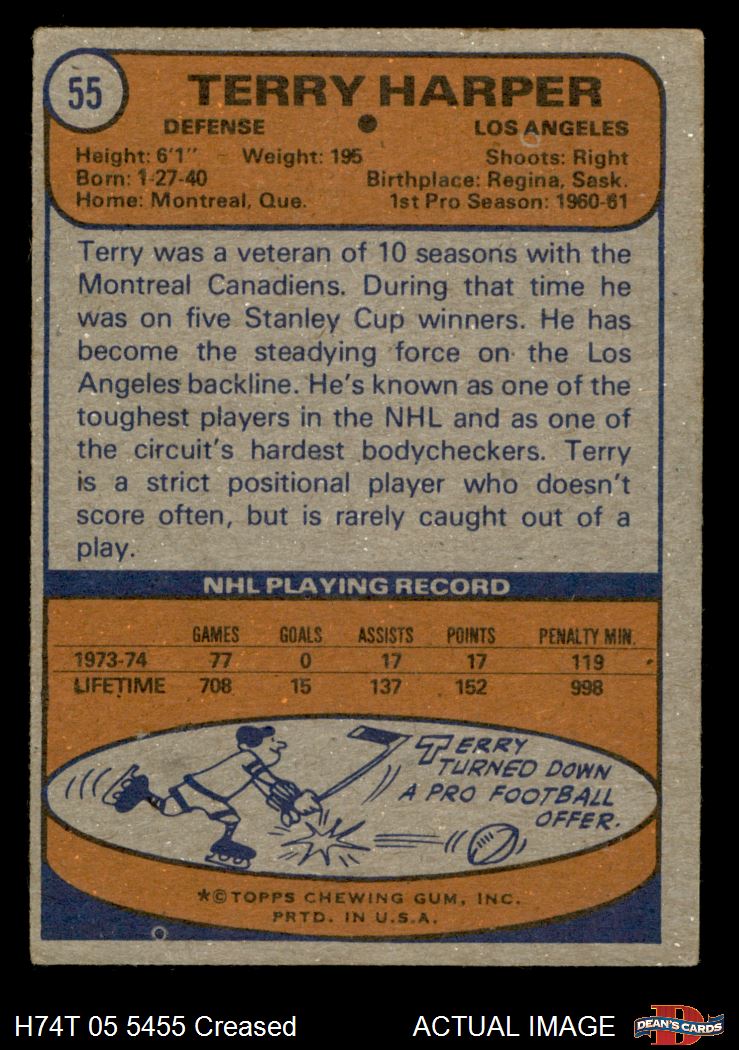 55
TERRY HARPER
DEFENSE • LOS ANGELES
Height: 6'1" Weight: 195 Shoots: Right
Born: 1-27-40 Birthplace: Regina, Sask.
Home: Montreal, Que. 1st Pro Season: 1960-61
Terry was a veteran of 10 seasons with the
Montreal Canadiens. During that time he
was on five Stanley Cup winners. He has
become the steadying force on the Los
Angeles backline. He's known as one of the
toughest players in the NHL and as one of
the circuit's hardest bodycheckers. Terry
is a strict positional player who doesn't
score often, but is rarely caught out of a
play.
NHL PLAYING RECORD
GAMES GOALS ASSISTS POINTS PENALTY MIN.
1973-74 77 0 17 17 119
LIFETIME 708 15 137 152 998
TERRY
TURNED DOWN
A PRO FOOTBALL
OFFER.
*© TOPPS CHEWING GUM, INC.
PRTD. IN U.S.A.
H74T 05 5455 Creased ACTUAL IMAGE D DEAN'S CARDS